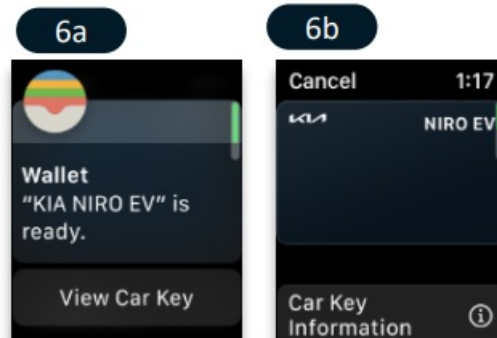 6a
6b
Wallet
“KIA NIRO EV” is
ready.
View Car Key
Cancel
1:17
KIA
NIRO EV
Car Key
Information